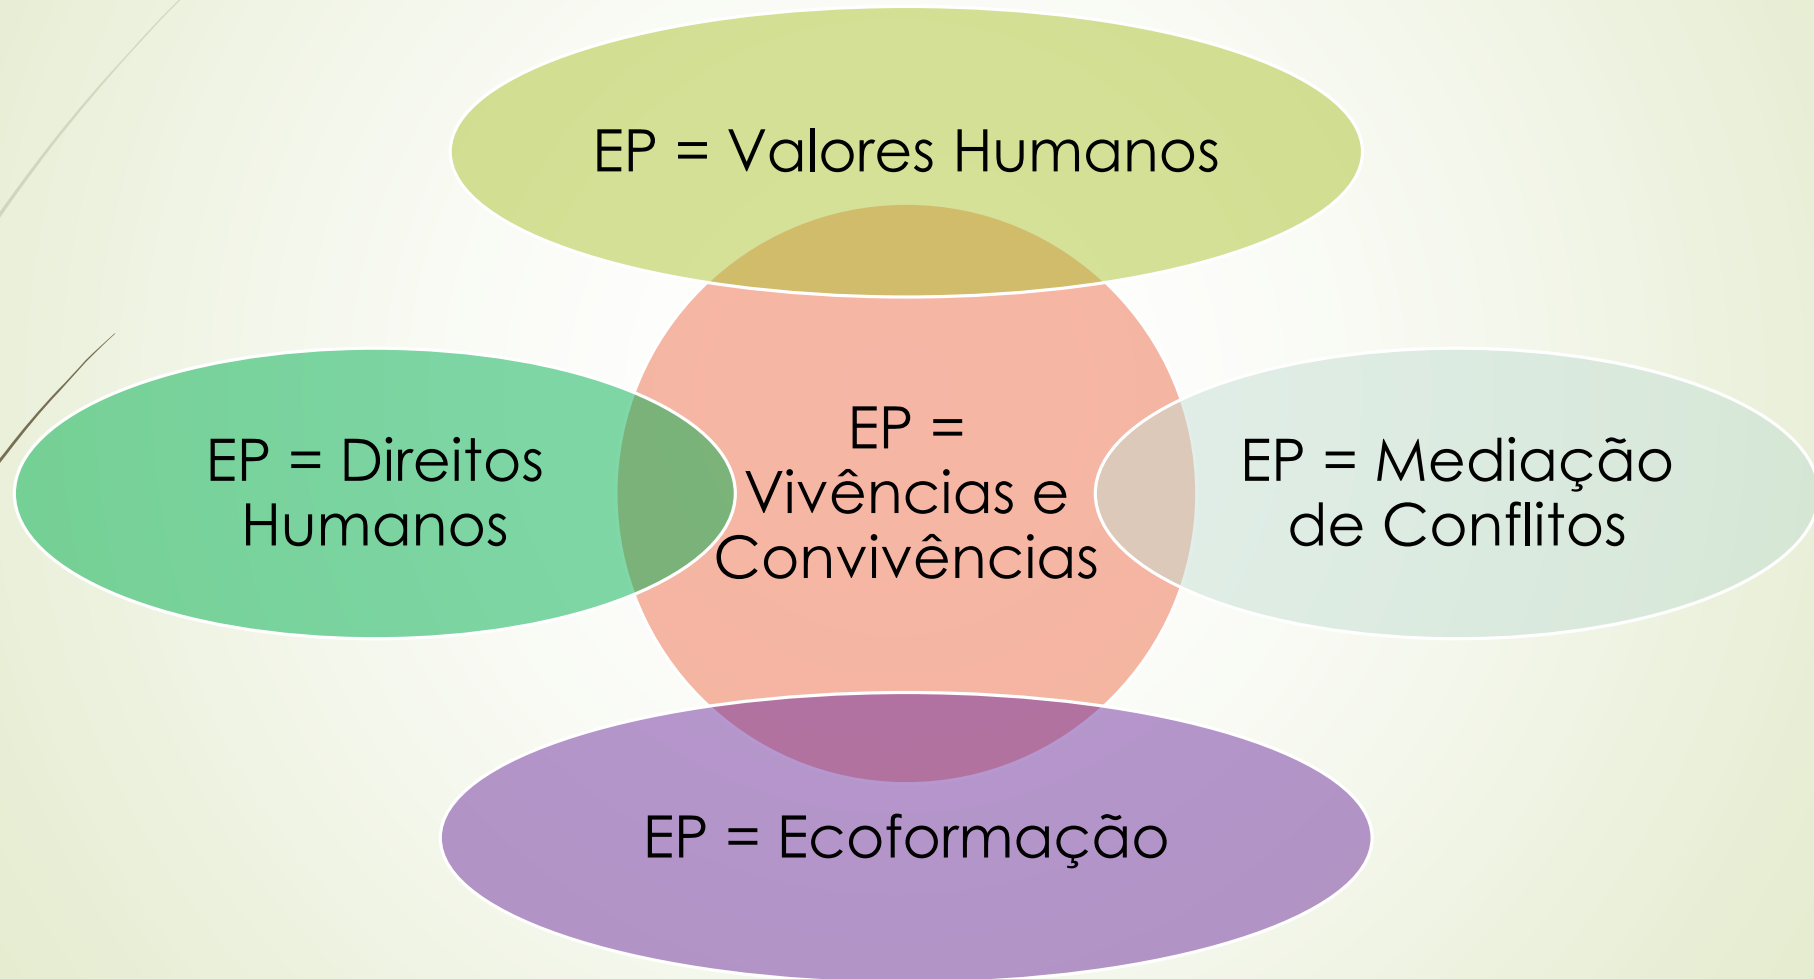 EP = Valores Humanos
EP = Direitos
Humanos
EP =
Vivências e
Convivências
EP = Mediação
de Conflitos
EP = Ecoformação